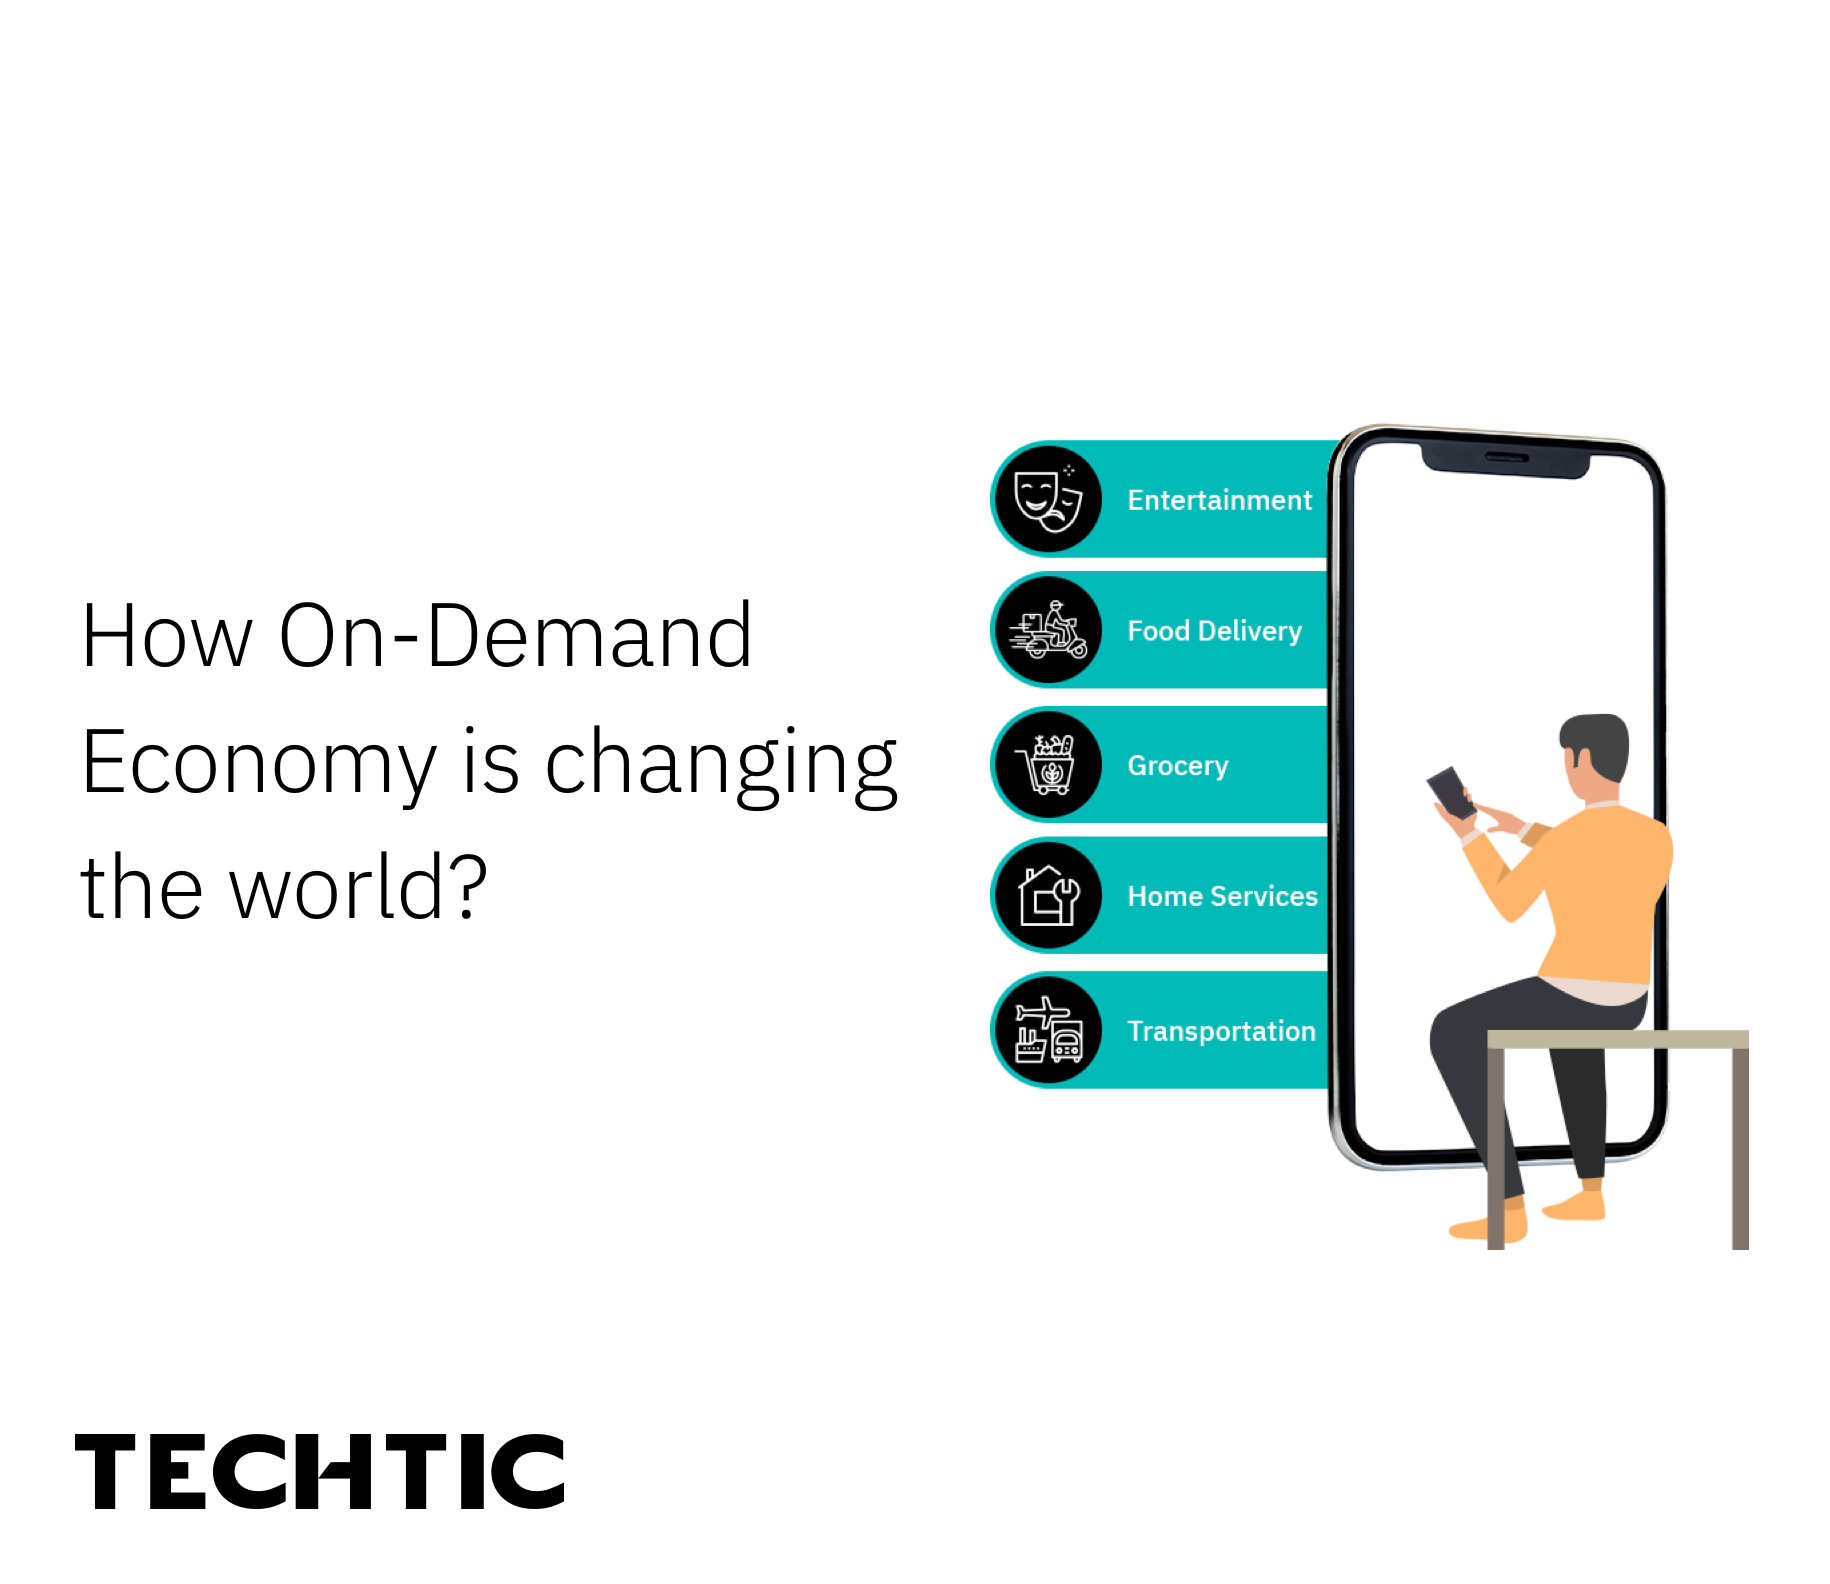 How On-Demand
Economy is changing
the world?
Entertainment
Food Delivery
Grocery
Home Services
Transportation
TECHTIC